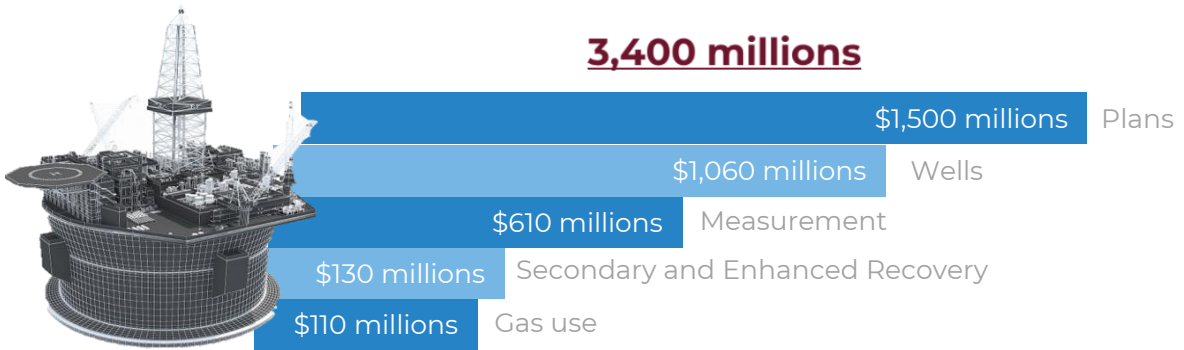 3,400 millions
$1,500 millions Plans
$1,060 millions Wells
$610 millions Measurement
$130 millions Secondary and Enhanced Recovery
$110 millions Gas use